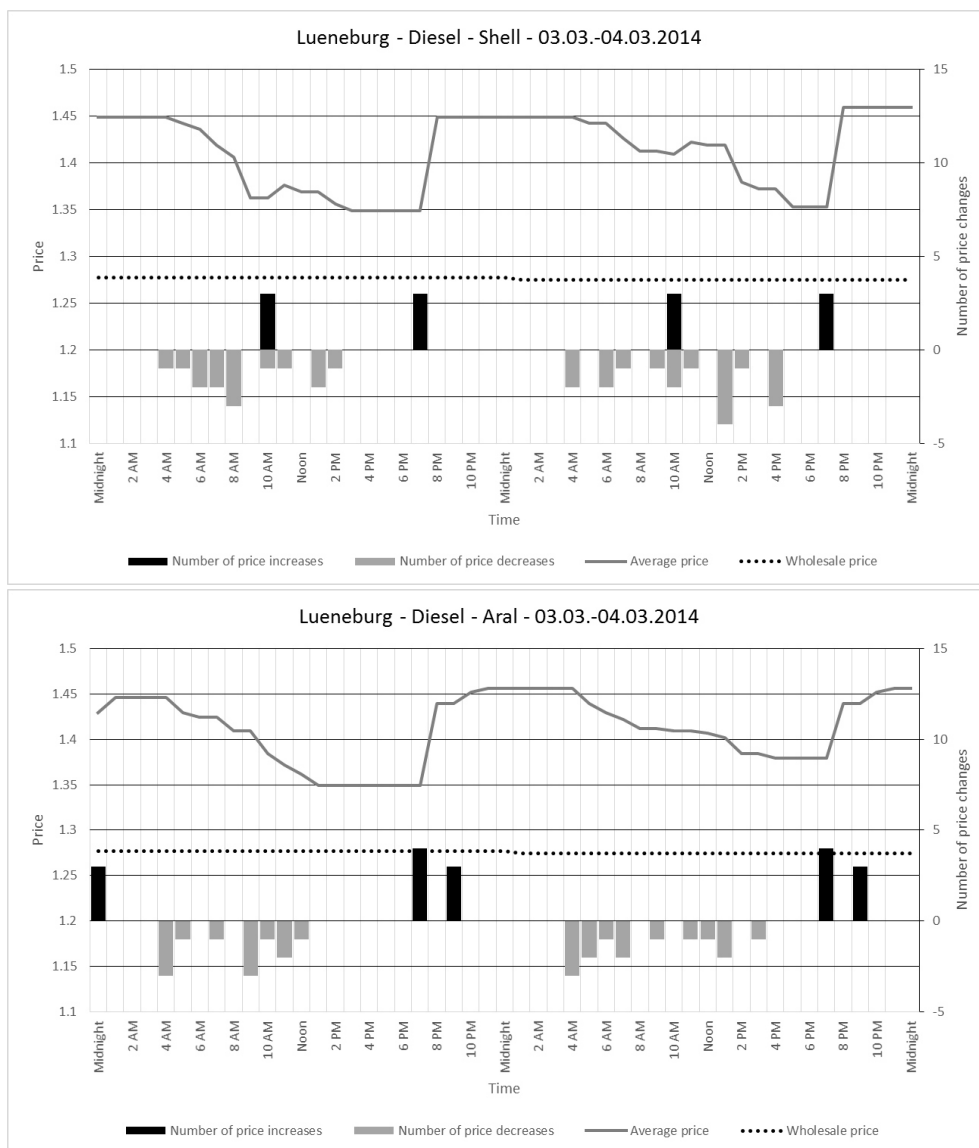 Lueneburg - Diesel - Shell - 03.03.-04.03.2014
1.5
1.45
1.4
1.35
1.3
1.25
1.2
1.15
1.1
Price
15
10
5
0
-5
Number of price changes
Midnight
2 AM
4 AM
6 AM
8 AM
10 AM
Noon
2 PM
4 PM
6 PM
8 PM
10 PM
Midnight
2 AM
4 AM
6 AM
8 AM
10 AM
Noon
2 PM
4 PM
6 PM
8 PM
10 PM
Midnight
Time
Number of price increases Number of price decreases Average price Wholesale price
Lueneburg - Diesel - Aral - 03.03.-04.03.2014
1.5
1.45
1.4
1.35
1.3
1.25
1.2
1.15
1.1
Price
15
10
5
0
-5
Number of price changes
Midnight
2 AM
4 AM
6 AM
8 AM
10 AM
Noon
2 PM
4 PM
6 PM
8 PM
10 PM
Midnight
2 AM
4 AM
6 AM
8 AM
10 AM
Noon
2 PM
4 PM
6 PM
8 PM
10 PM
Midnight
Time
Number of price increases Number of price decreases Average price Wholesale price